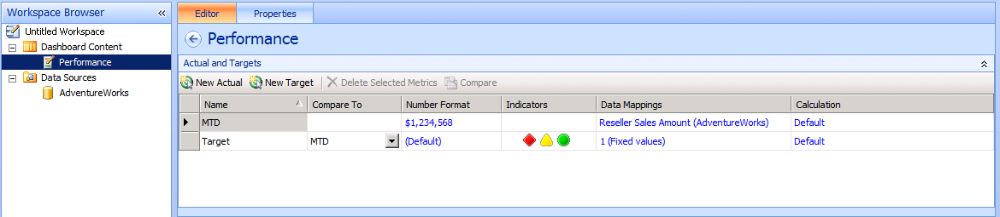 Workspace Browser
Untitled Workspace
Dashboard Content
Performance
Data Sources
AdventureWorks
Editor Properties
Performance
Actual and Targets
New Actual New Target Delete Selected Metrics Compare
Name Compare To Number Format Indicators Data Mappings Calculation
MTD $1,234,568 Reseller Sales Amount (AdventureWorks) Default
Target MTD (Default) 1 (Fixed values) Default